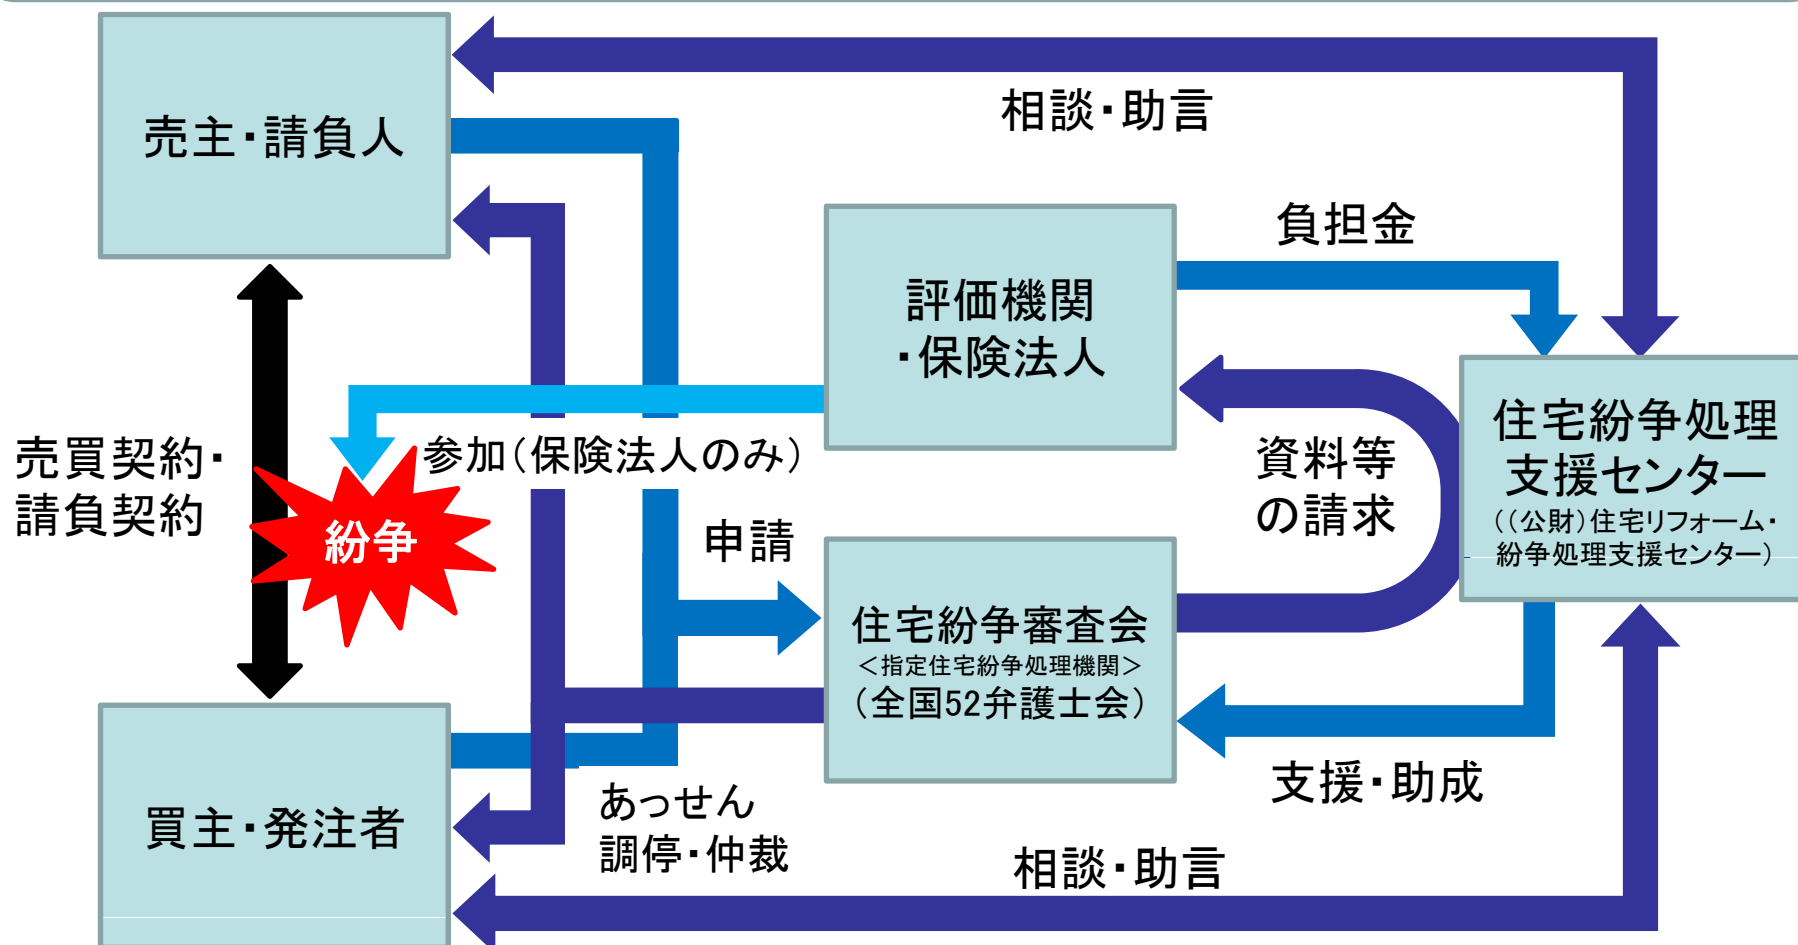 売主・請負人
相談・助言
負担金
評価機関
・保険法人
売買契約・
請負契約
参加(保険法人のみ)
紛争
資料等
の請求
住宅紛争処理
支援センター
((公財)住宅リフォーム・
紛争処理支援センター)
申請
住宅紛争審査会
<指定住宅紛争処理機関>
(全国52弁護士会)
支援・助成
買主・発注者
あっせん
調停・仲裁
相談・助言